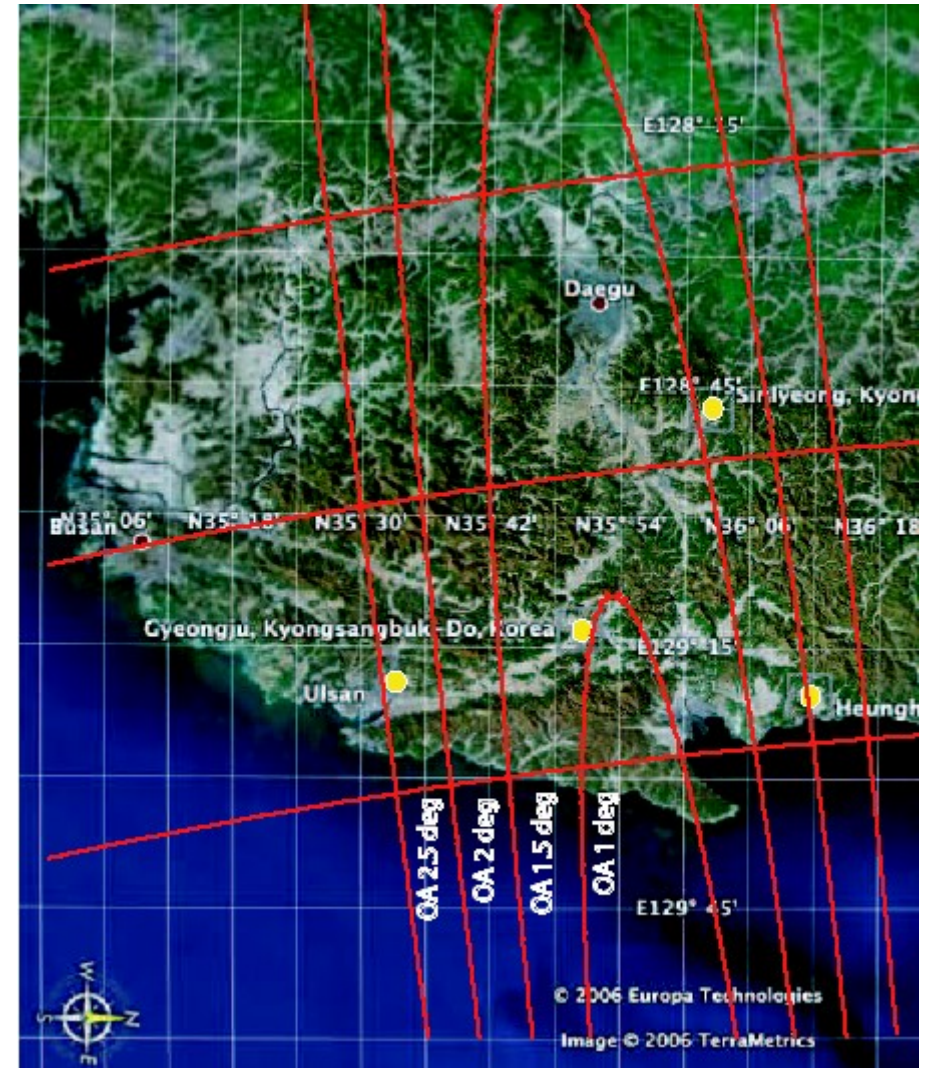 E128° 15'
Daegu
E128° 45'
Kyong
Busan
N35° 06'
N35° 18'
N35° 30'
N35° 42'
N35° 54'
N36° 06'
N36° 18
Gyeongju, Kyongsangbuk-Do, Korea
E129° 15'
Ulsan
Heungh
OA 2.5 deg
OA 2 deg
OA 1.5 deg
OA 1 deg
E129° 45'
© 2006 Europa Technologies
Image © 2006 TerraMetrics
W
S
N
E